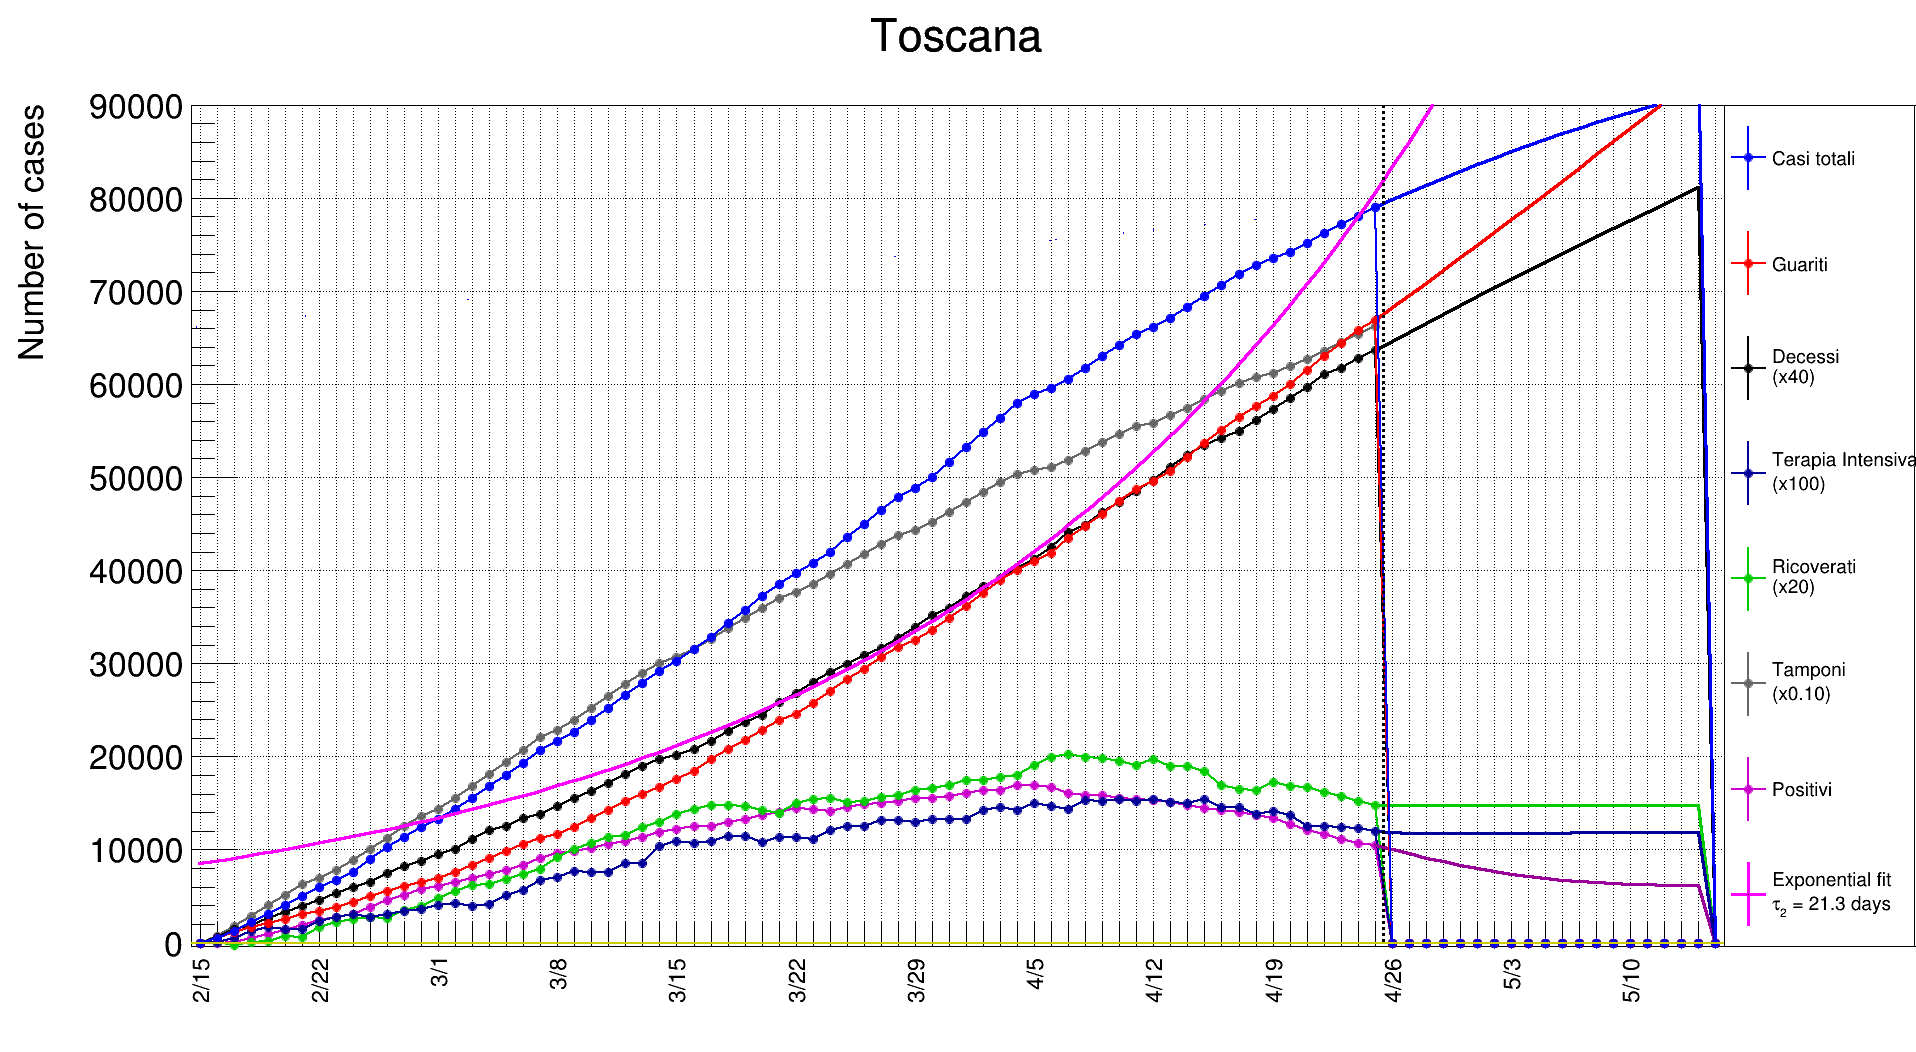 Toscana
Number of cases
90000
80000
70000
60000
50000
40000
30000
20000
10000
0
2/15
2/22
3/1
3/8
3/15
3/22
3/29
4/5
4/12
4/19
4/26
5/3
5/10
Casi totali
Guariti
Decessi
(x40)
Terapia Intensiva
(x100)
Ricoverati
(x20)
Tamponi
(x0.10)
Positivi
Exponential fit
τ2 = 21.3 days